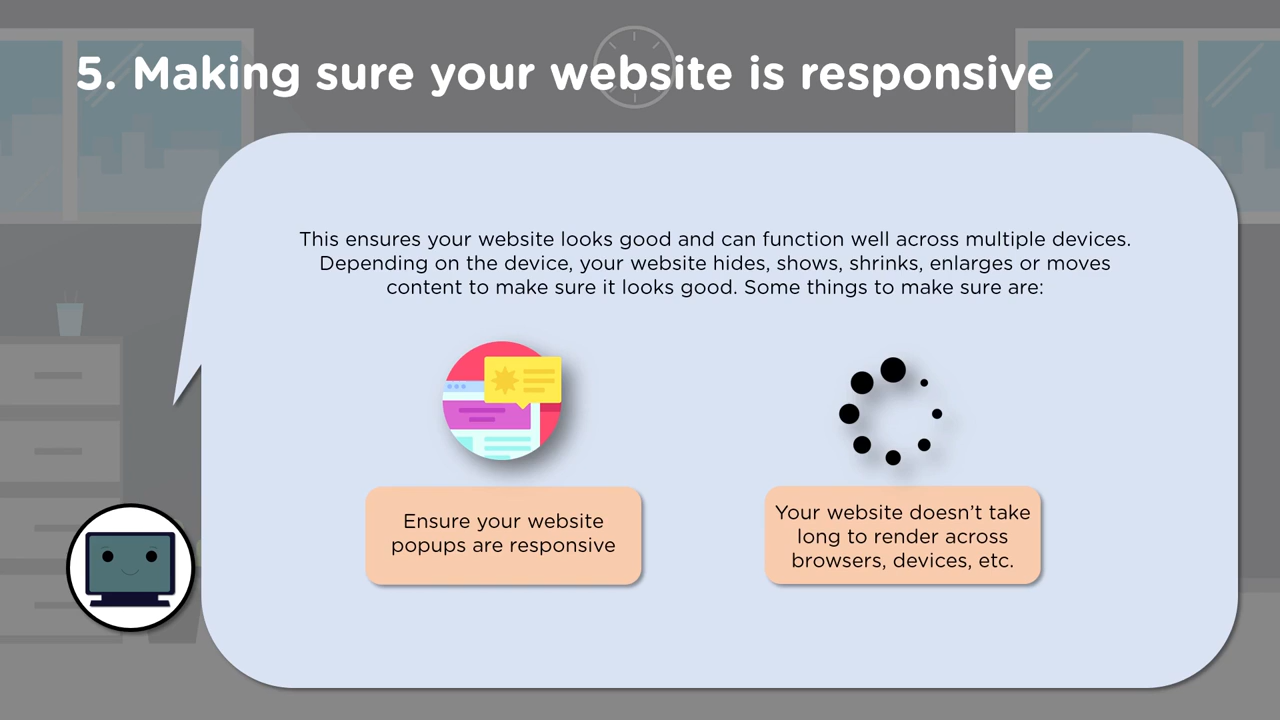 5. Making sure your website is responsive
This ensures your website looks good and can function well across multiple devices.
Depending on the device, your website hides, shows, shrinks, enlarges or moves
content to make sure it looks good. Some things to make sure are:
Ensure your website
popups are responsive
Your website doesn't take
long to render across
browsers, devices, etc.